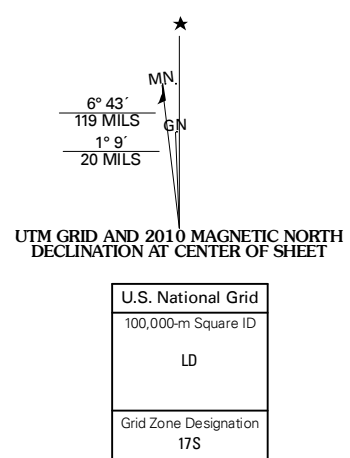 MN
GN
6° 43´
119 MILS
1° 9´
20 MILS
UTM GRID AND 2010 MAGNETIC NORTH
DECLINATION AT CENTER OF SHEET
U.S. National Grid
100,000-m Square ID
LD
Grid Zone Designation
17S